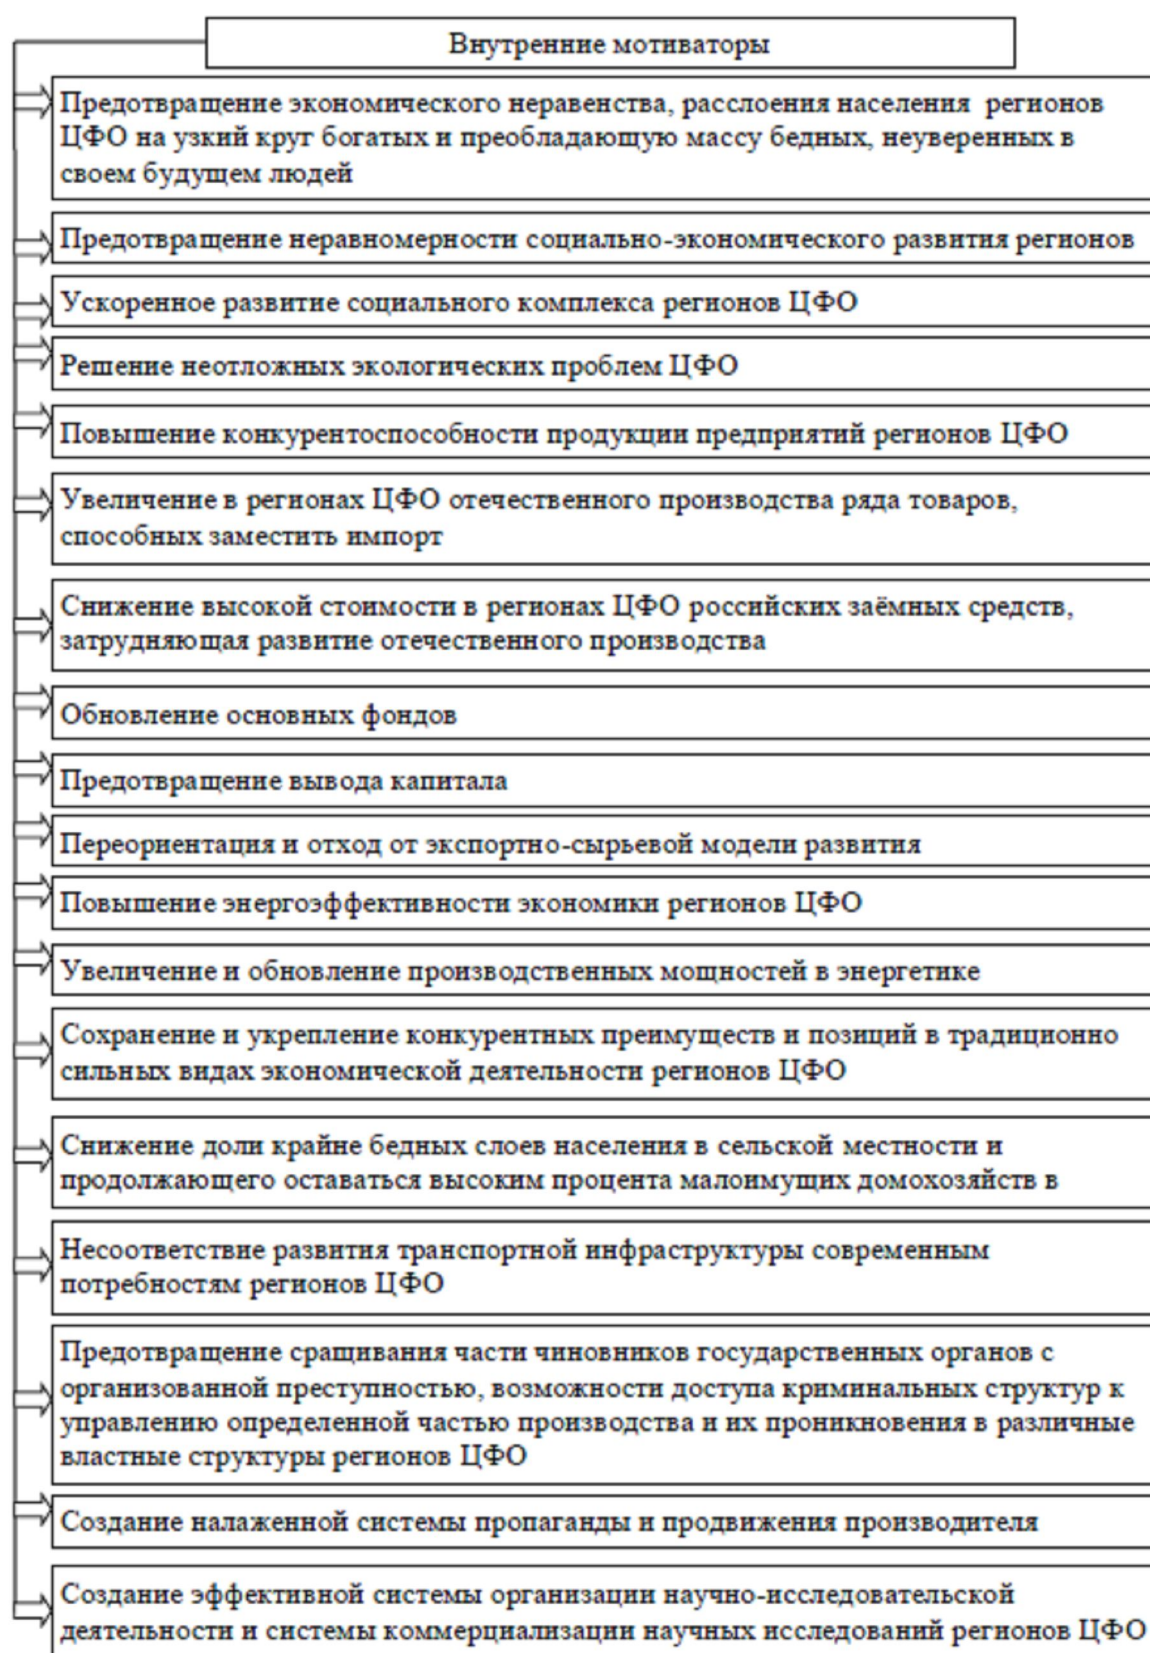 Внутренние мотиваторы
Предотвращение экономического неравенства, расслоения населения регионов
ЦФО на узкий круг богатых и преобладающую массу бедных, неуверенных в
своем будущем людей
Предотвращение неравномерности социально-экономического развития регионов
Ускоренное развитие социального комплекса регионов ЦФО
Решение неотложных экологических проблем ЦФО
Повышение конкурентоспособности продукции предприятий регионов ЦФО
Увеличение в регионах ЦФО отечественного производства ряда товаров,
способных заместить импорт
Снижение высокой стоимости в регионах ЦФО российских заёмных средств,
затрудняющая развитие отечественного производства
Обновление основных фондов
Предотвращение вывода капитала
Переориентация и отход от экспортно-сырьевой модели развития
Повышение энергоэффективности экономики регионов ЦФО
Увеличение и обновление производственных мощностей в энергетике
Сохранение и укрепление конкурентных преимуществ и позиций в традиционно
сильных видах экономической деятельности регионов ЦФО
Снижение доли крайне бедных слоев населения в сельской местности и
продолжающего оставаться высоким процента малоимущих домохозяйств в
Несоответствие развития транспортной инфраструктуры современным
потребностям регионов ЦФО
Предотвращение сращивания части чиновников государственных органов с
организованной преступностью, возможности доступа криминальных структур к
управлению определенной частью производства и их проникновения в различные
властные структуры регионов ЦФО
Создание налаженной системы пропаганды и продвижения производителя
Создание эффективной системы организации научно-исследовательской
деятельности и системы коммерциализации научных исследований регионов ЦФО